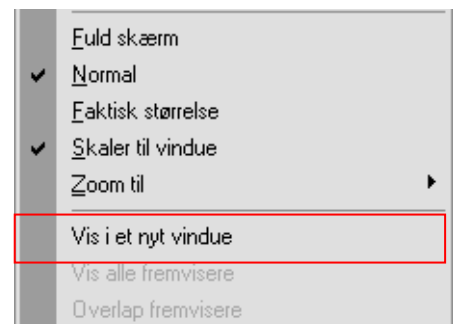 Fuld skærm
Normal
Faktisk størrelse
Skaler til vindue
Zoom til
Vis i et nyt vindue
Vis alle fremvisere
Overlap fremvisere